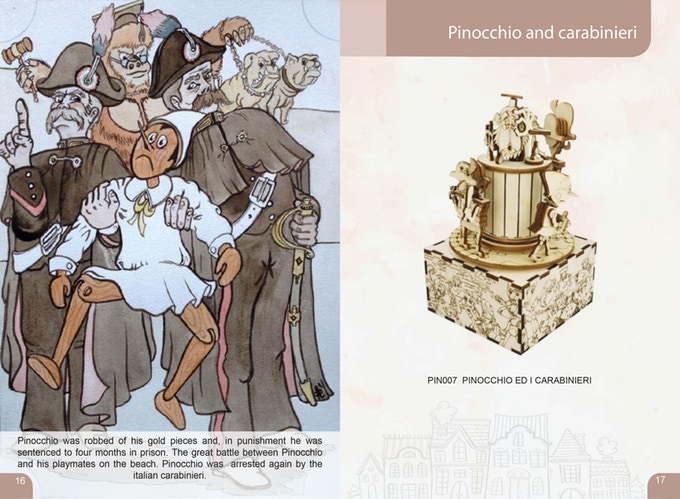 Pinocchio was robbed of his gold pieces and, in punishment he was
sentenced to four months in prison. The great battle between Pinocchio
and his playmates on the beach. Pinocchio was arrested again by the
italian carabinieri.
16
Pinocchio and carabinieri
PIN007 PINOCCHIO ED I CARABINIERI
17